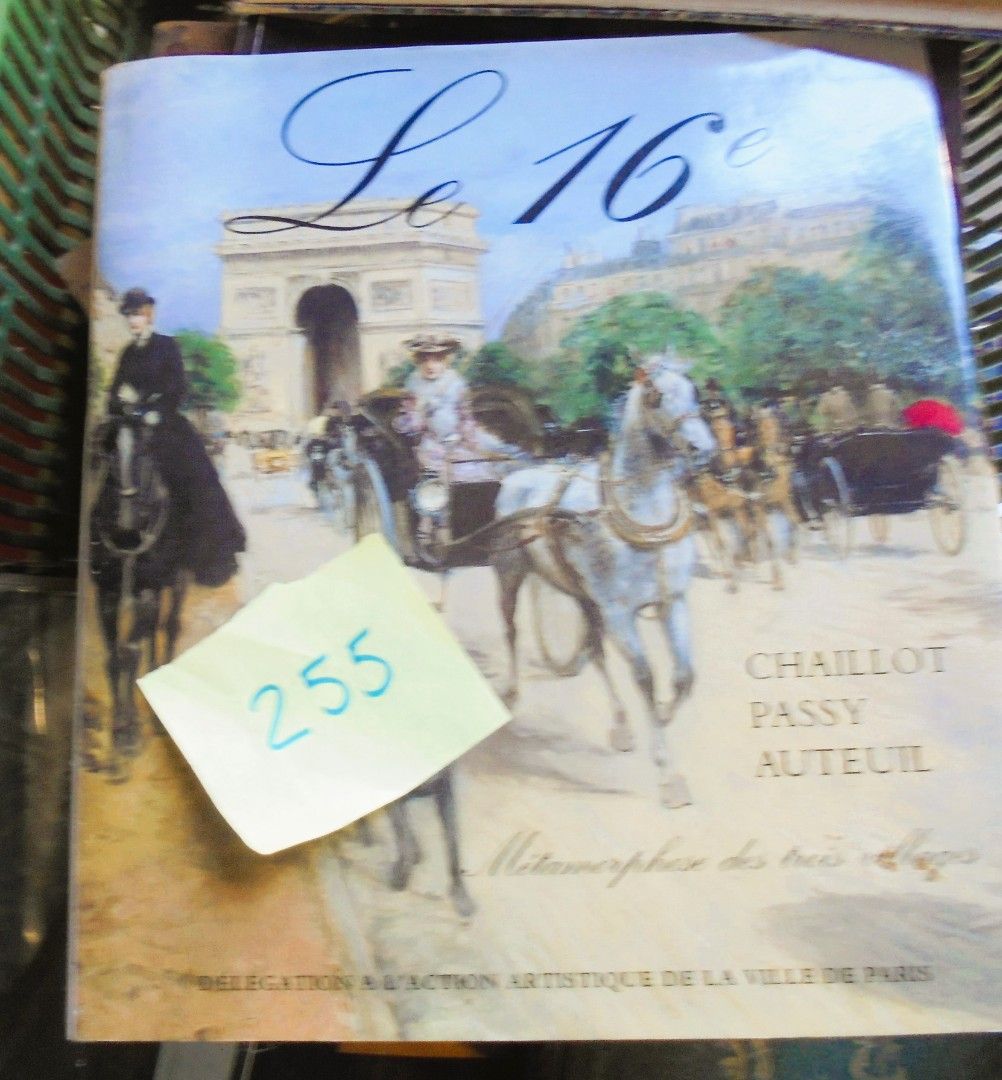 Le 16e
255
CHAILLOT
PASSY
AUTEUIL
Métamorphose des trois villages
DÉLÉGATION A L'ACTION ARTISTIQUE DE LA VILLE DE PARIS